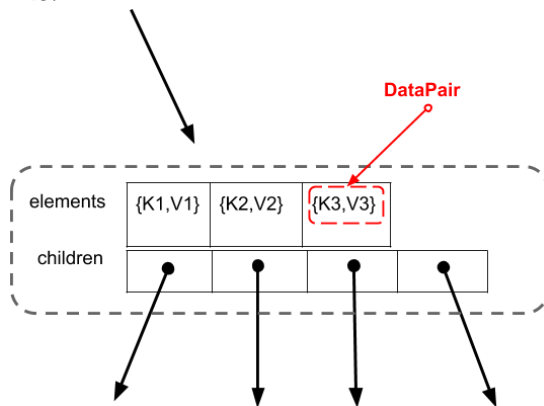 DataPair
elements {K1,V1} {K2,V2} {K3,V3}
children